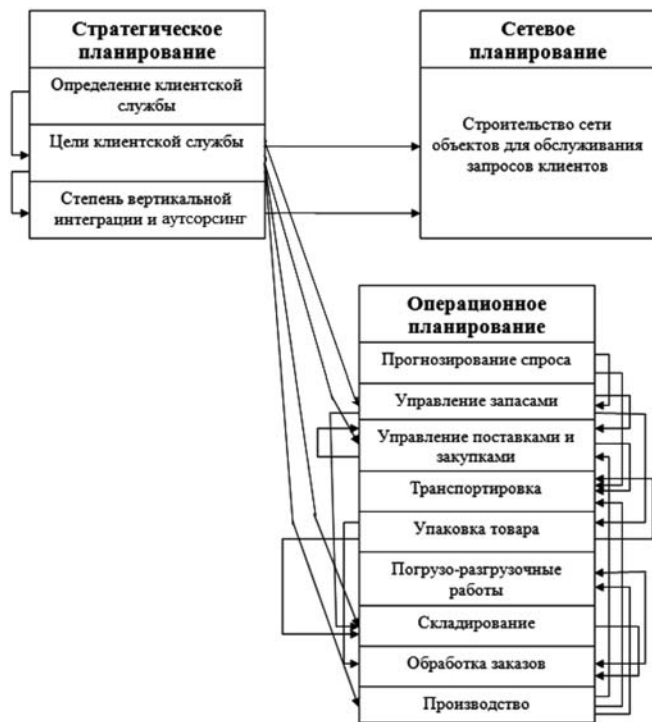 Стратегическое
планирование
Определение клиентской
службы
Цели клиентской службы
Степень вертикальной
интеграции и аутсорсинг
Сетевое
планирование
Строительство сети
объектов для обслуживания
запросов клиентов
Операционное
планирование
Прогнозирование спроса
Управление запасами
Управление поставками и
закупками
Транспортировка
Упаковка товара
Погрузо-разгрузочные
работы
Складирование
Обработка заказов
Производство